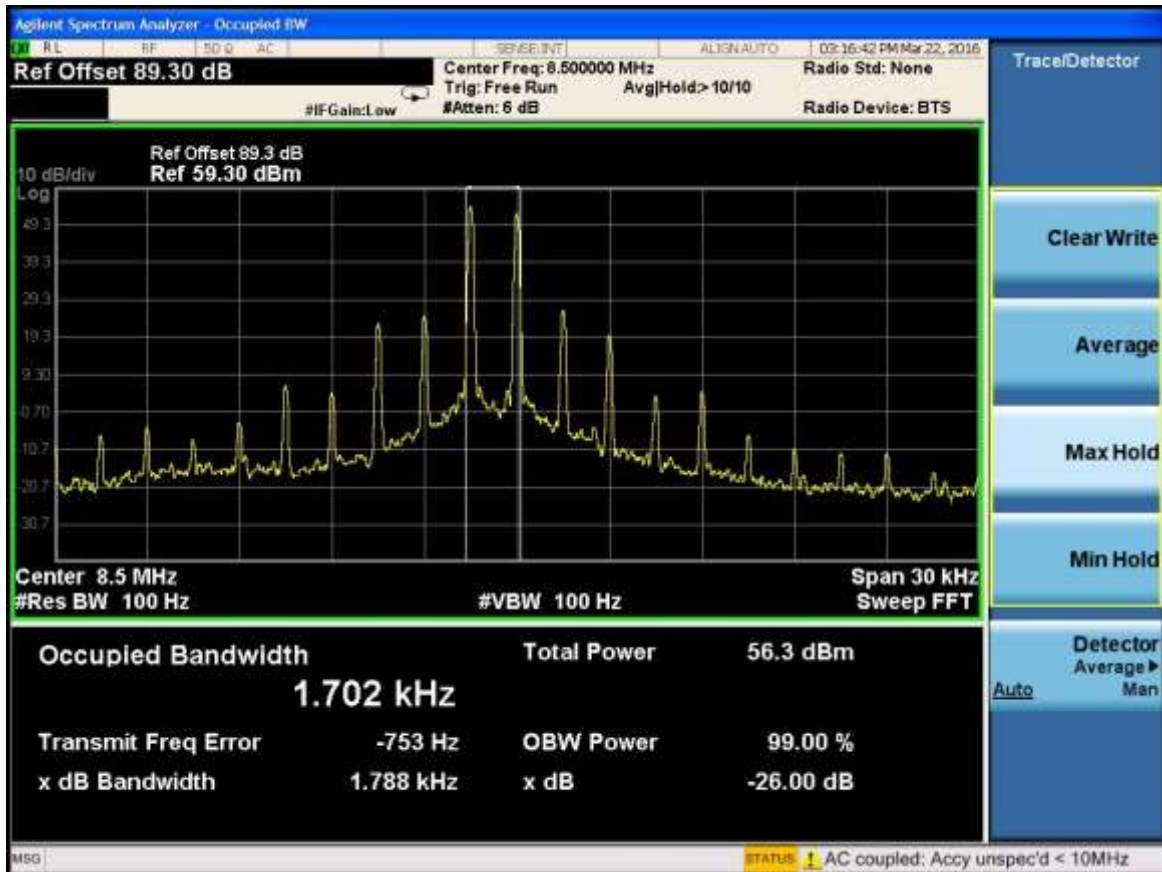 Agilent Spectrum Analyzer - Occupied BW
RL RF 50 Ω AC SENSE:INT ALIGN AUTO 03:16:42 PM Mar 22, 2016
Ref Offset 89.30 dB
Center Freq: 8.500000 MHz
Radio Std: None
Trig: Free Run Avg|Hold:> 10/10
#IFGain:Low
#Atten: 6 dB
Radio Device: BTS
Trace/Detector
Ref Offset 89.3 dB
10 dB/div Ref 59.30 dBm
Log
49.3
39.3
29.3
19.3
9.30
-0.70
-10.7
-20.7
-30.7
Center 8.5 MHz
Span 30 kHz
#Res BW 100 Hz
#VBW 100 Hz
Sweep FFT
Occupied Bandwidth
Total Power 56.3 dBm
1.702 kHz
Transmit Freq Error -753 Hz
OBW Power 99.00 %
x dB Bandwidth 1.788 kHz
x dB -26.00 dB
Clear Write
Average
Max Hold
Min Hold
Detector
Average▶
Auto Man
MSG
STATUS AC coupled: Accy unspec'd < 10MHz